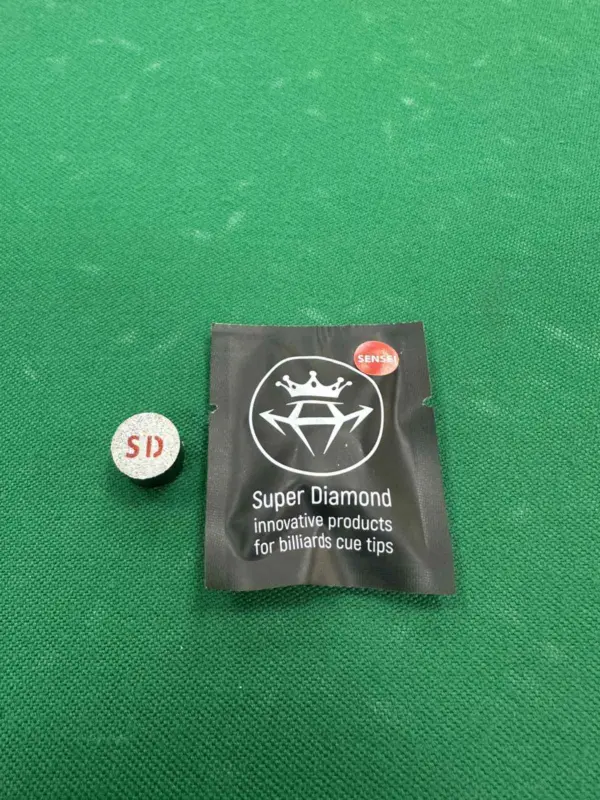 SENSEI
SD
Super Diamond
innovative products
for billiards cue tips